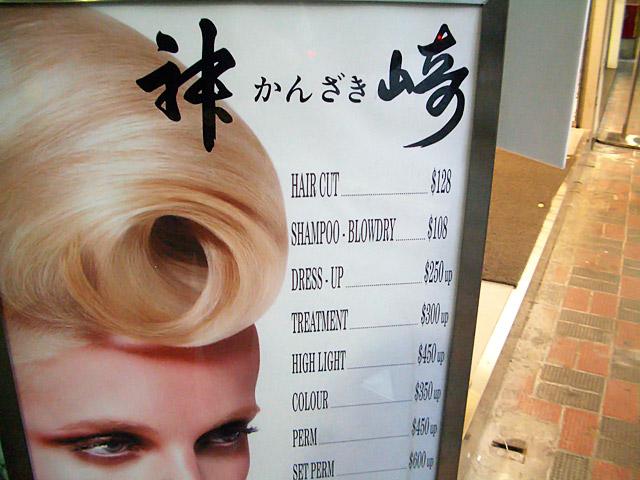 神 かんざき 崎
HAIR CUT $128
SHAMPOO - BLOWDRY $108
DRESS - UP $250 up
TREATMENT $300 up
HIGH LIGHT $450 up
COLOUR $350 up
PERM $450 up
SET PERM $600 up